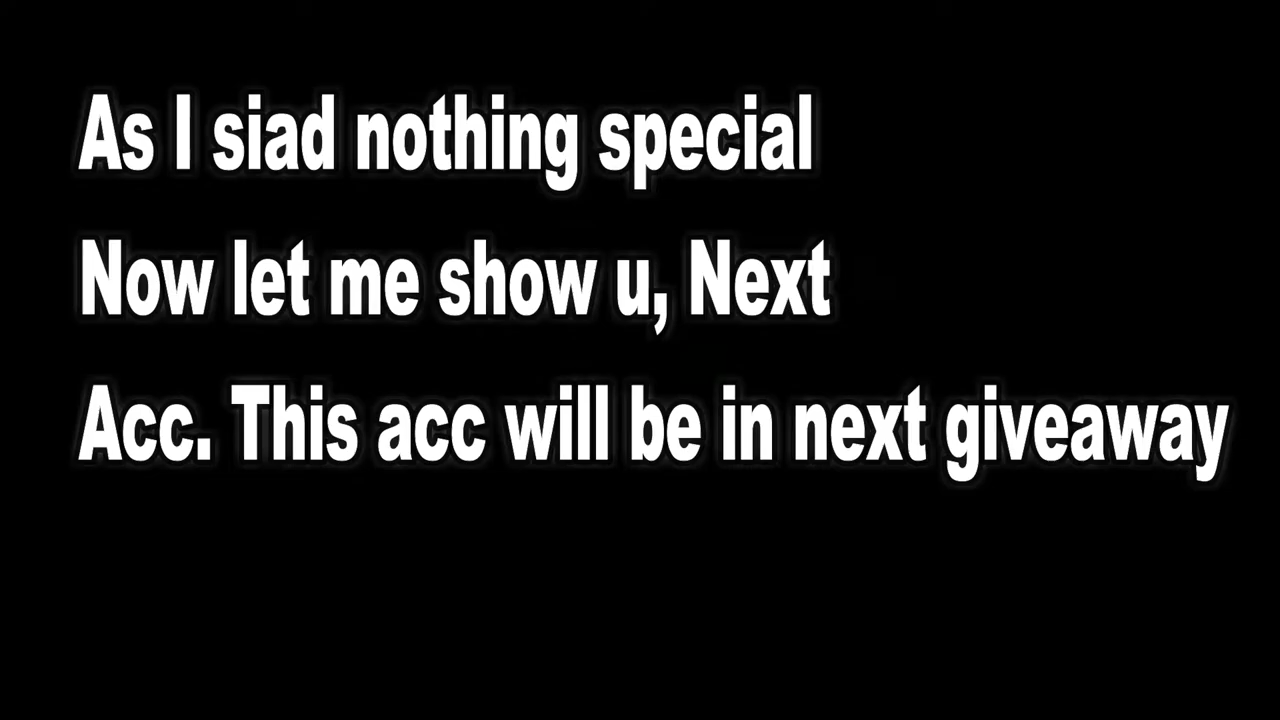 As I siad nothing special
Now let me show u, Next
Acc. This acc will be in next giveaway